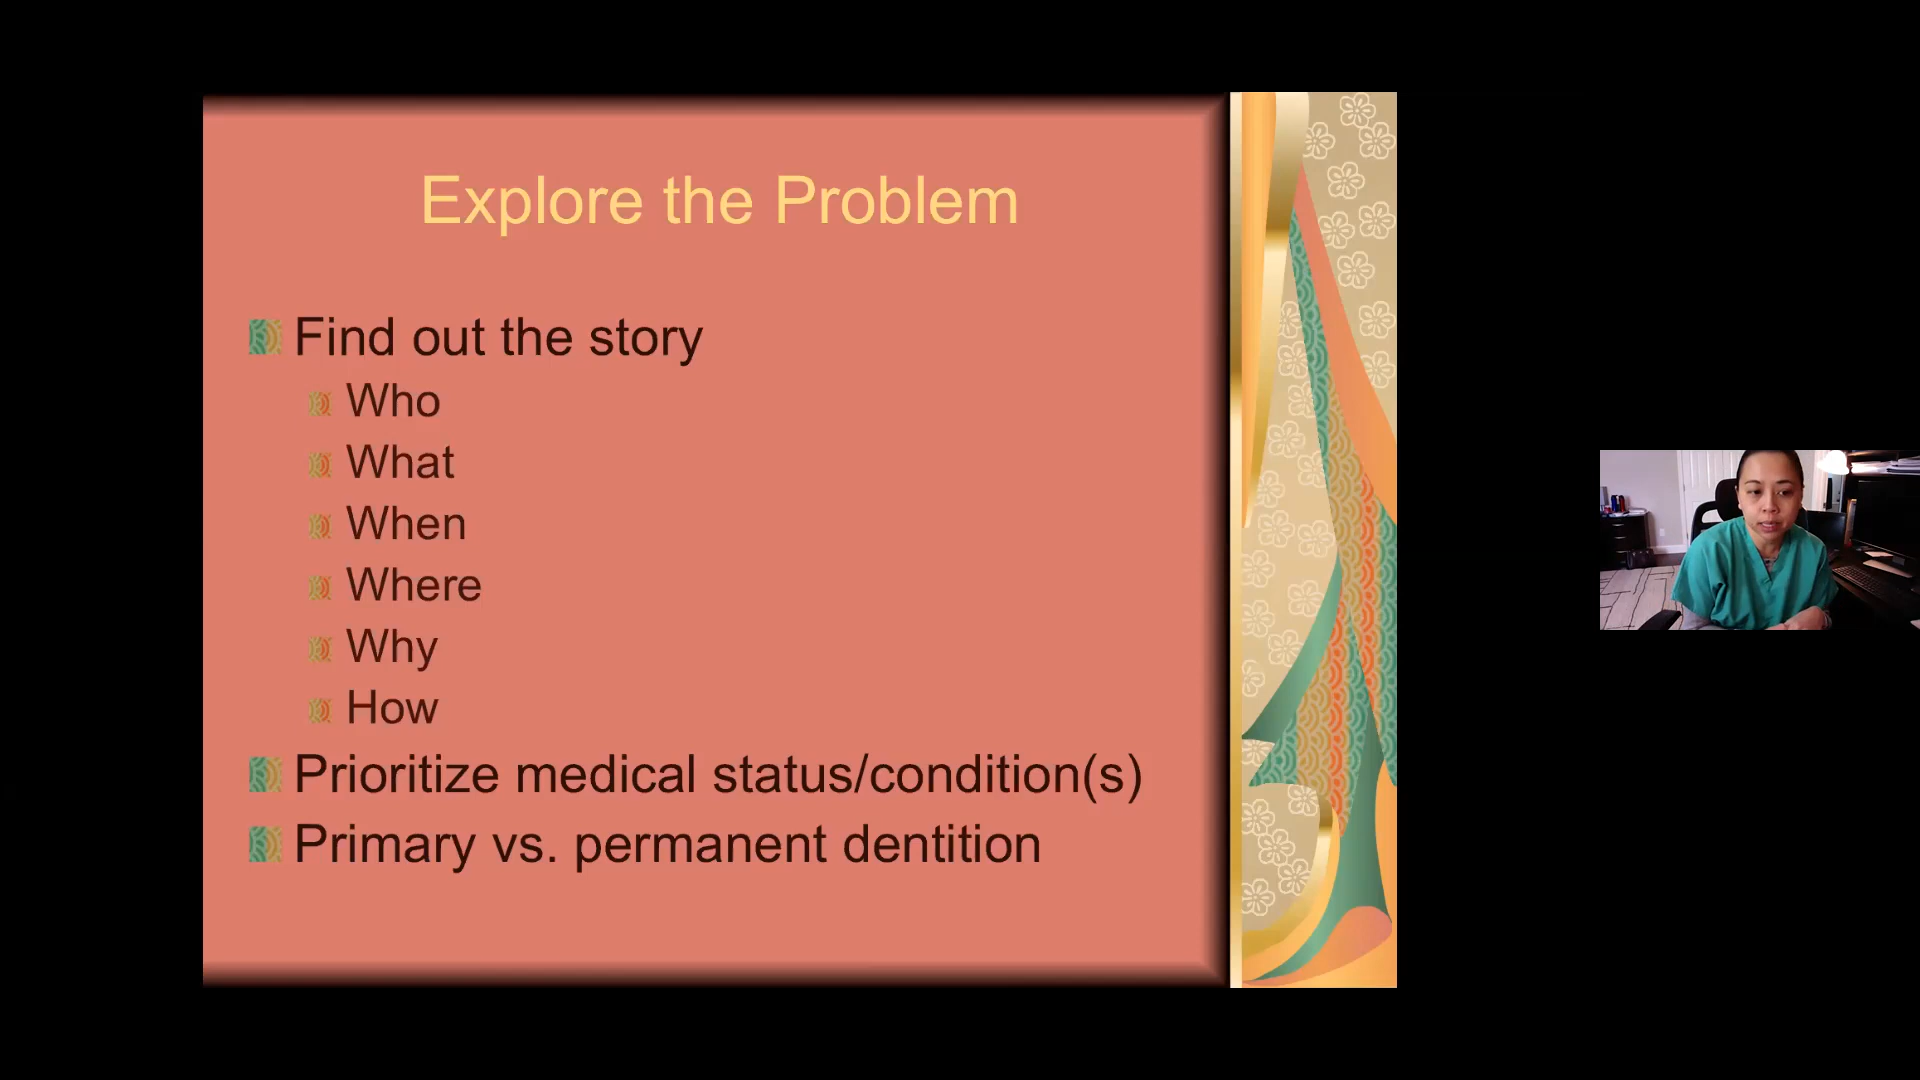 Explore the Problem
Find out the story
Who
What
When
Where
Why
How
Prioritize medical status/condition(s)
Primary vs. permanent dentition